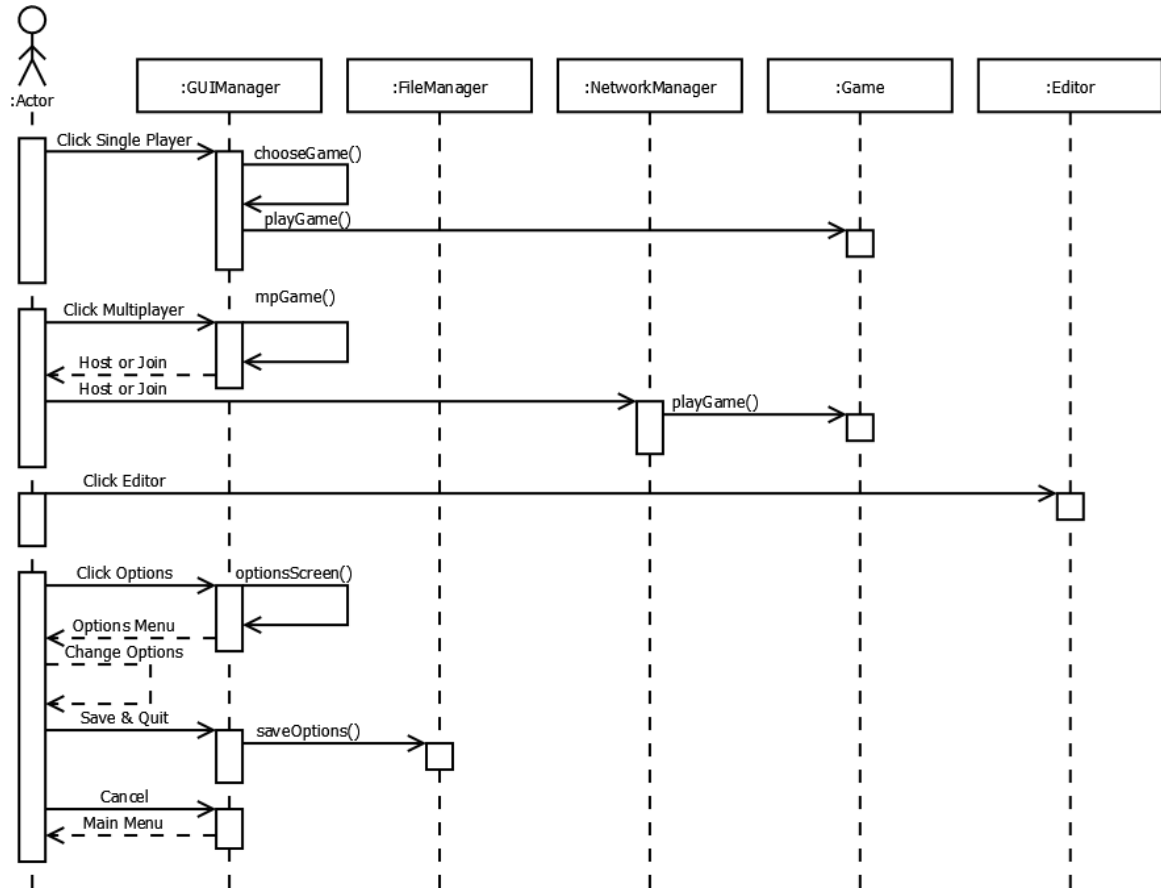 :Actor
:GUIManager
:FileManager
:NetworkManager
:Game
:Editor
Click Single Player
chooseGame()
playGame()
Click Multiplayer
mpGame()
Host or Join
Host or Join
playGame()
Click Editor
Click Options
optionsScreen()
Options Menu
Change Options
Save & Quit
saveOptions()
Cancel
Main Menu